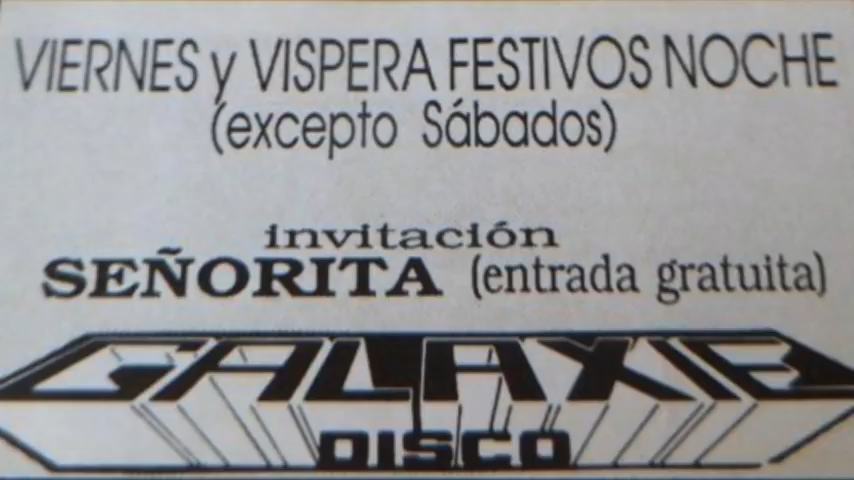 VIERNES y VISPERA FESTIVOS NOCHE
(excepto Sábados)
invitación
SEÑORITA (entrada gratuita)
GALAXIE
DISCO